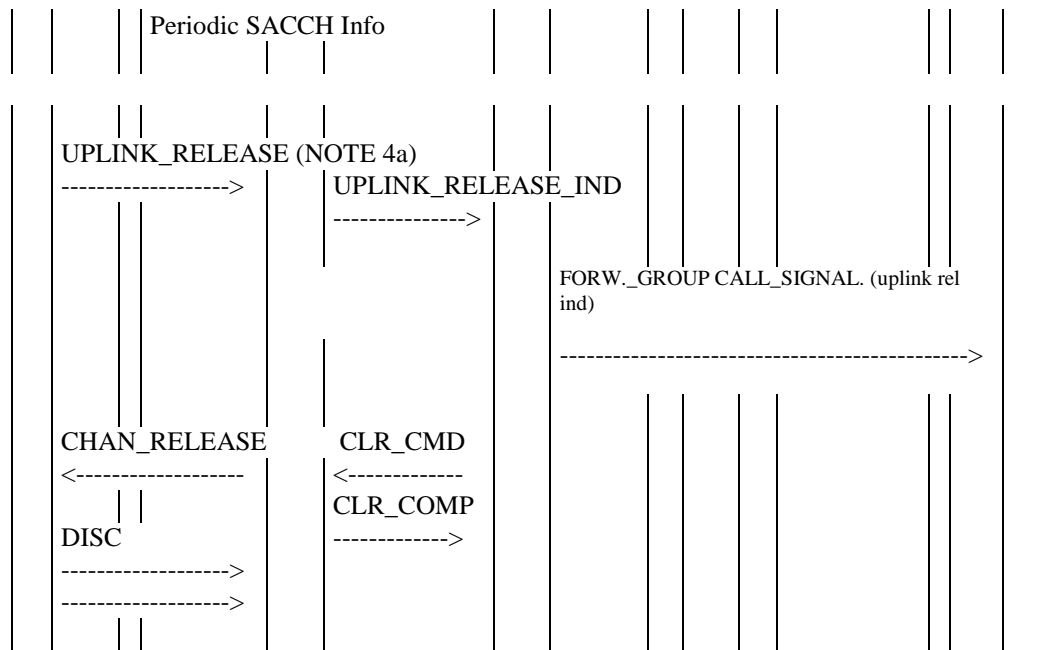 Periodic SACCH Info
UPLINK_RELEASE (NOTE 4a)
-------------------> UPLINK_RELEASE_IND
--------------->
FORW._GROUP CALL_SIGNAL. (uplink rel
ind)
---------------------------------------------->
CHAN_RELEASE CLR_CMD
<------------------- <-------------
CLR_COMP
DISC ------------->
------------------->
------------------->